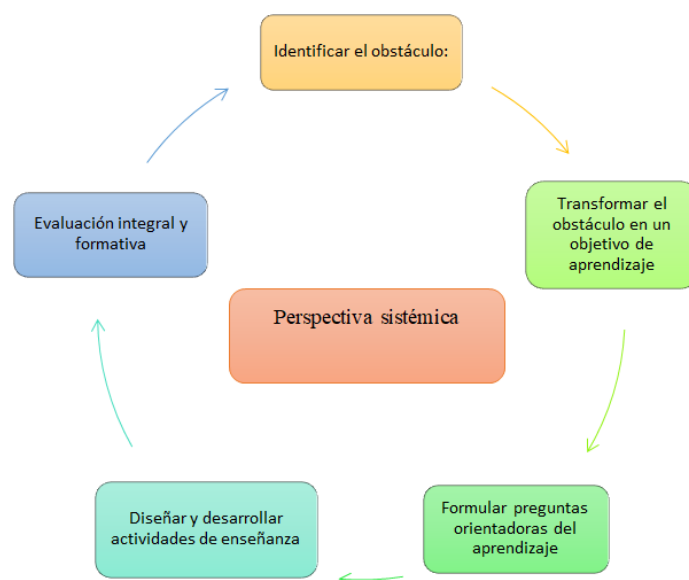 Identificar el obstáculo:
Transformar el
obstáculo en un
objetivo de
aprendizaje
Formular preguntas
orientadoras del
aprendizaje
Diseñar y desarrollar
actividades de enseñanza
Evaluación integral y
formativa
Perspectiva sistémica